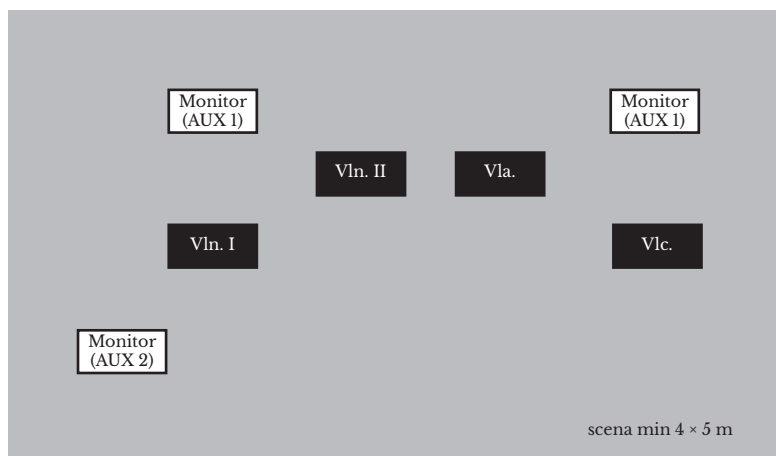 Monitor
(AUX 1)
Monitor
(AUX 1)
Vln. II
Vla.
Vln. I
Vlc.
Monitor
(AUX 2)
scena min 4 × 5 m